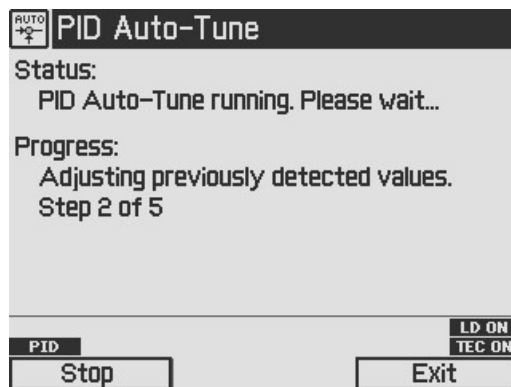 AUTO
PID Auto-Tune
Status:
PID Auto-Tune running. Please wait...
Progress:
Adjusting previously detected values.
Step 2 of 5
LD ON
PID
TEC ON
Stop
Exit